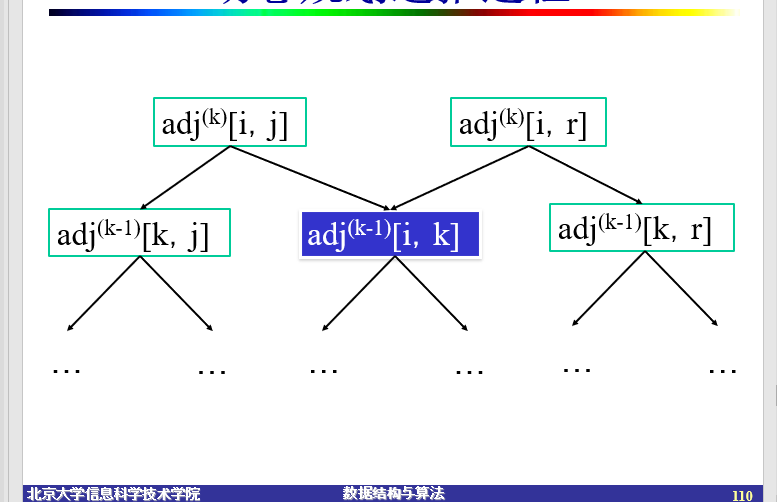 adj(k)[i, j]
adj(k)[i, r]
adj(k-1)[k, j]
adj(k-1)[i, k]
adj(k-1)[k, r]
… … … … … …
北京大学信息科学技术学院
数据结构与算法
110